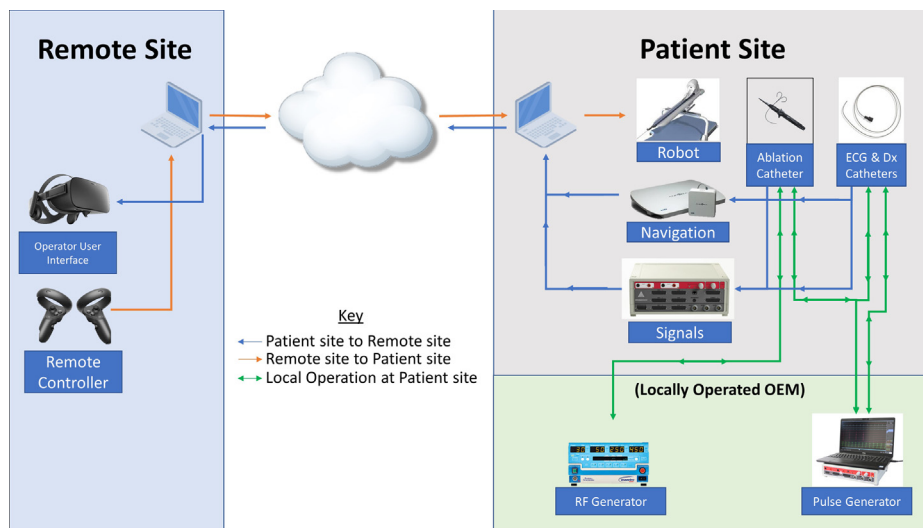 Remote Site
Patient Site
Robot
Ablation
Catheter
ECG & Dx
Catheters
Operator User
Interface
Navigation
Remote
Controller
Signals
Key
Patient site to Remote site
Remote site to Patient site
Local Operation at Patient site
(Locally Operated OEM)
RF Generator
Pulse Generator